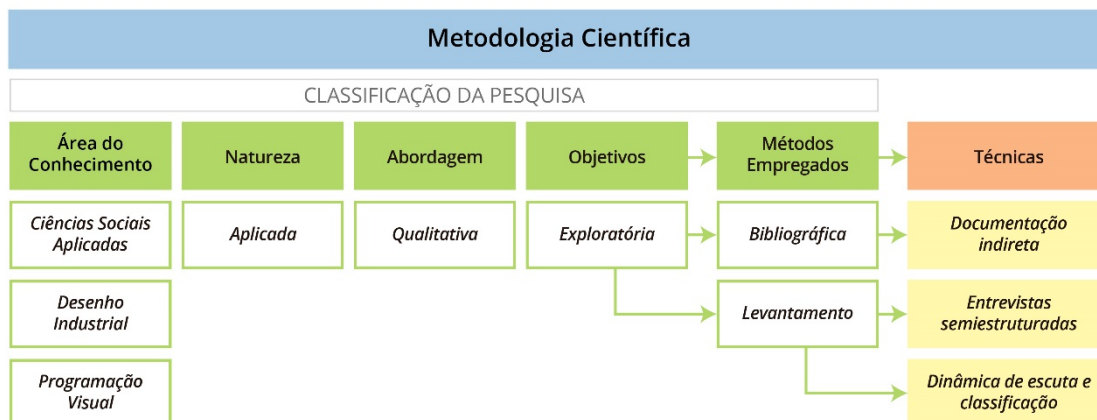 Metodologia Científica
CLASSIFICAÇÃO DA PESQUISA
Área do
Conhecimento
Natureza
Abordagem
Objetivos
Métodos
Empregados
Técnicas
Ciências Sociais
Aplicadas
Aplicada
Qualitativa
Exploratória
Bibliográfica
Documentação
indireta
Desenho
Industrial
Levantamento
Entrevistas
semiestruturadas
Programação
Visual
Dinâmica de escuta e
classificação